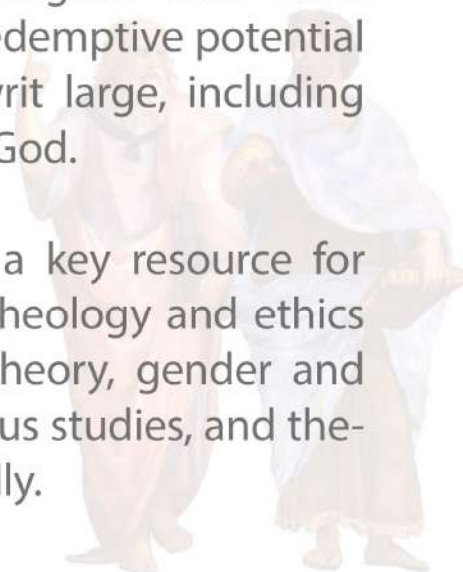 demptive potential
rit large, including
God.
a key resource for
heology and ethics
heory, gender and
us studies, and the-
lly.